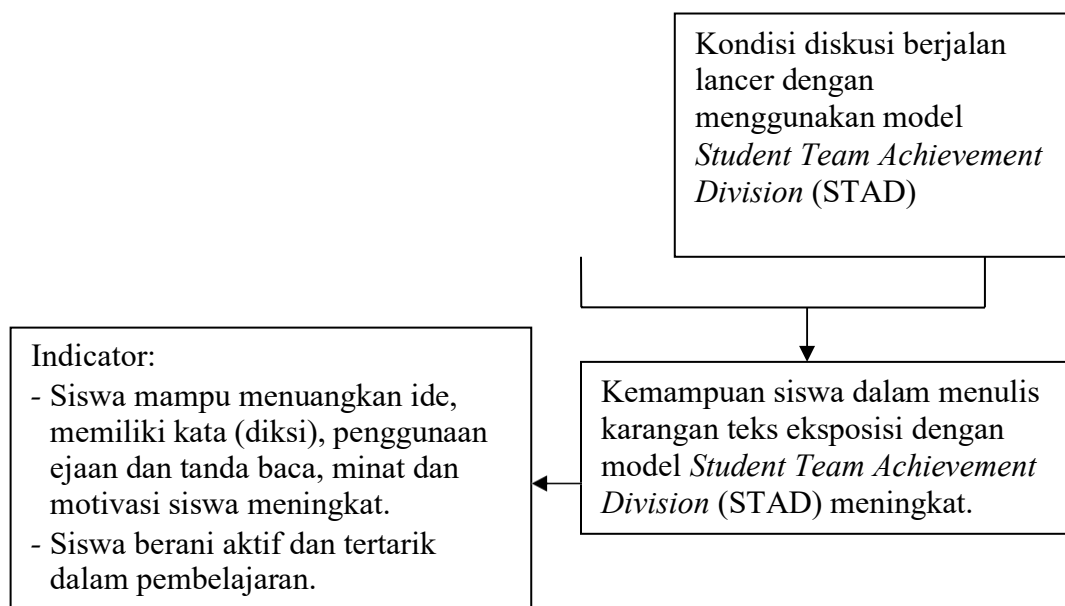 Kondisi diskusi berjalan
lancer dengan
menggunakan model
Student Team Achievement
Division (STAD)
Kemampuan siswa dalam menulis
karangan teks eksposisi dengan
model Student Team Achievement
Division (STAD) meningkat.
Indicator:
- Siswa mampu menuangkan ide,
memiliki kata (diksi), penggunaan
ejaan dan tanda baca, minat dan
motivasi siswa meningkat.
- Siswa berani aktif dan tertarik
dalam pembelajaran.